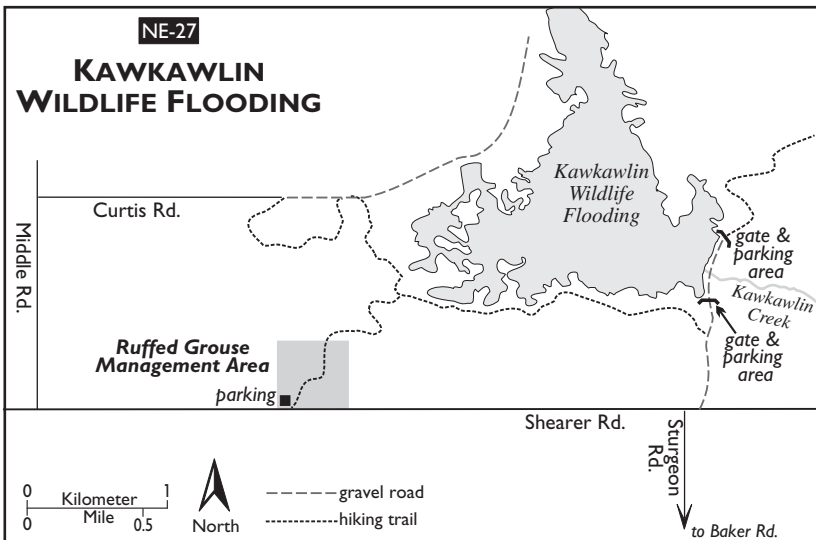 NE-27
KAWKAWLIN
WILDLIFE FLOODING
Kawkawlin
Wildlife
Flooding
Curtis Rd.
Middle Rd.
gate &
parking
area
Kawkawlin
Creek
gate &
parking
area
Ruffed Grouse
Management Area
parking
Shearer Rd.
Sturgeon
Rd.
0 1
Kilometer
Mile
0 0.5
North
gravel road
hiking trail
to Baker Rd.